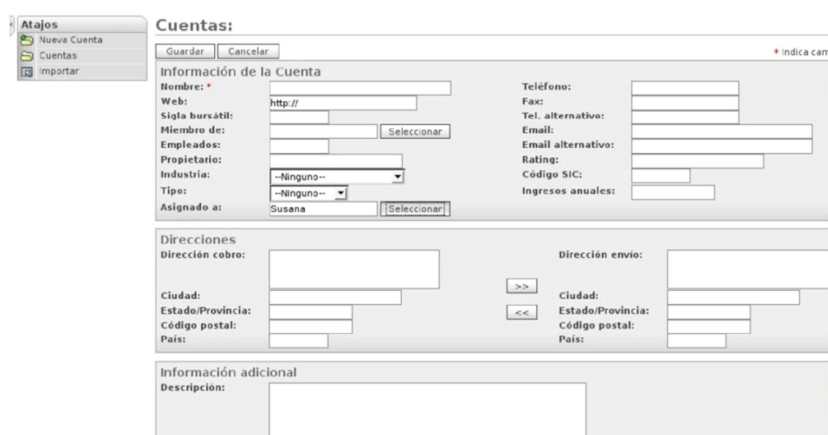 Atajos
Nueva Cuenta
Cuentas
Importar
Cuentas:
Guardar Cancelar
* Indica cam
Información de la Cuenta
Nombre: * Teléfono:
Web: http:// Fax:
Sigla bursátil: Tel. alternativo:
Miembro de: Seleccionar Email:
Empleados: Email alternativo:
Propietario: Rating:
Industria: --Ninguno-- Código SIC:
Tipo: --Ninguno-- Ingresos anuales:
Asignado a: Susana Seleccionar
Direcciones
Dirección cobro: Dirección envío:
>>
Ciudad: Ciudad:
Estado/Provincia: << Estado/Provincia:
Código postal: Código postal:
País: País:
Información adicional
Descripción: